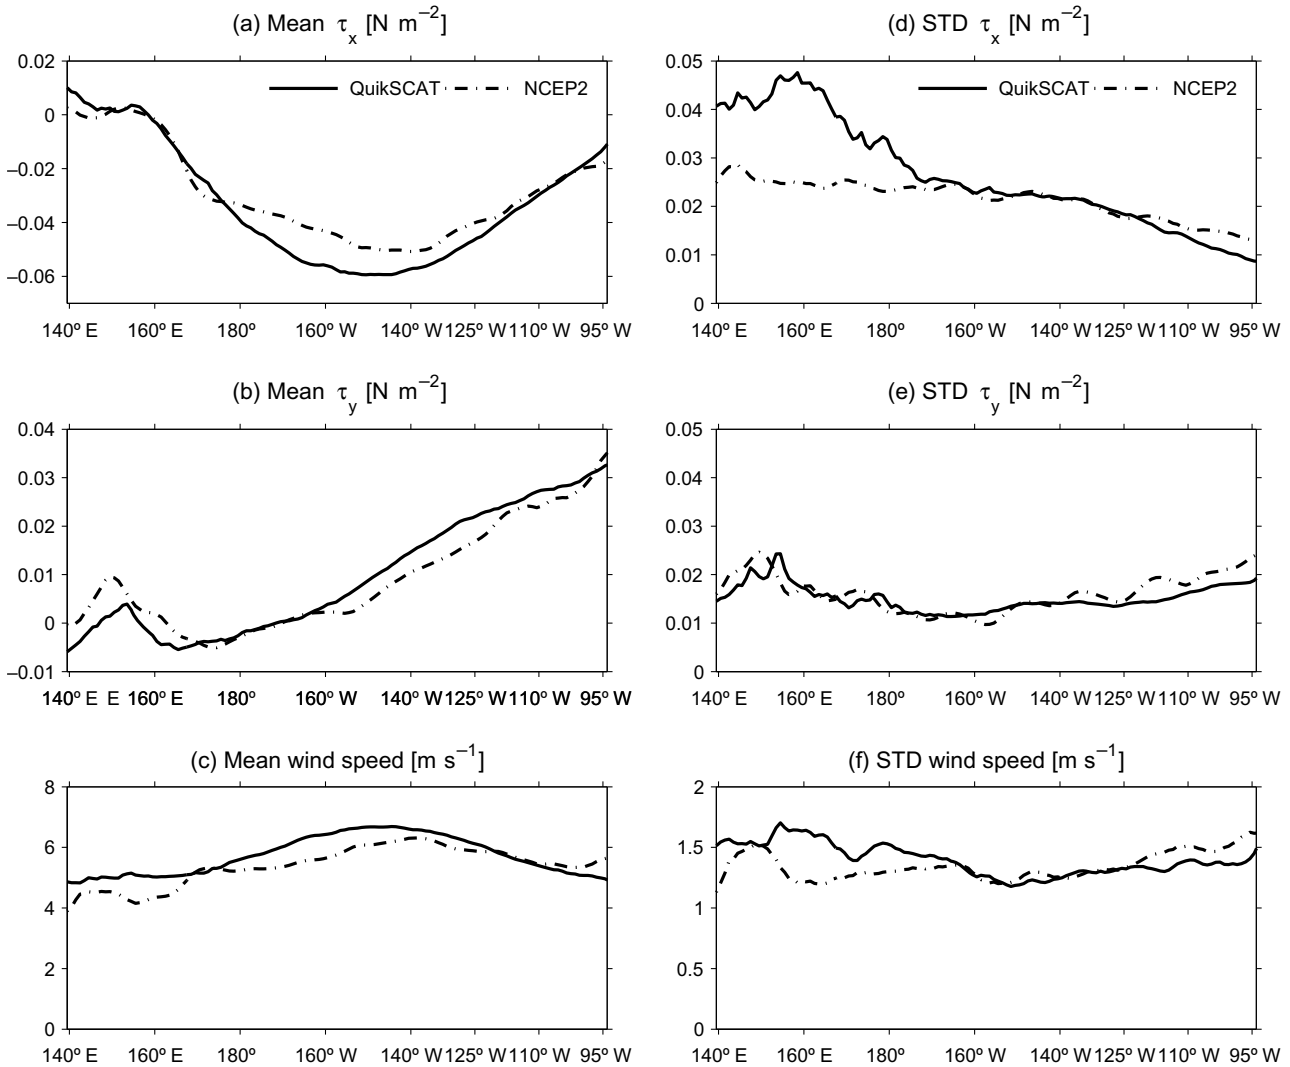 (a) Mean τx [N m−2]
0.02
0
−0.02
−0.04
−0.06
QuikSCAT
NCEP2
140º E 160º E 180º 160º W 140º W 125º W 110º W 95º W
(d) STD τx [N m−2]
0.05
0.04
0.03
0.02
0.01
0
QuikSCAT
NCEP2
140º E 160º E 180º 160º W 140º W 125º W 110º W 95º W
(b) Mean τy [N m−2]
0.04
0.03
0.02
0.01
0
−0.01
140º E E 160º E 180º 160º W 140º W 125º W 110º W 95º W
(e) STD τy [N m−2]
0.05
0.04
0.03
0.02
0.01
0
140º E 160º E 180º 160º W 140º W 125º W 110º W 95º W
(c) Mean wind speed [m s−1]
8
6
4
2
0
140º E 160º E 180º 160º W 140º W 125º W 110º W 95º W
(f) STD wind speed [m s−1]
2
1.5
1
0.5
0
140º E 160º E 180º 160º W 140º W 125º W 110º W 95º W